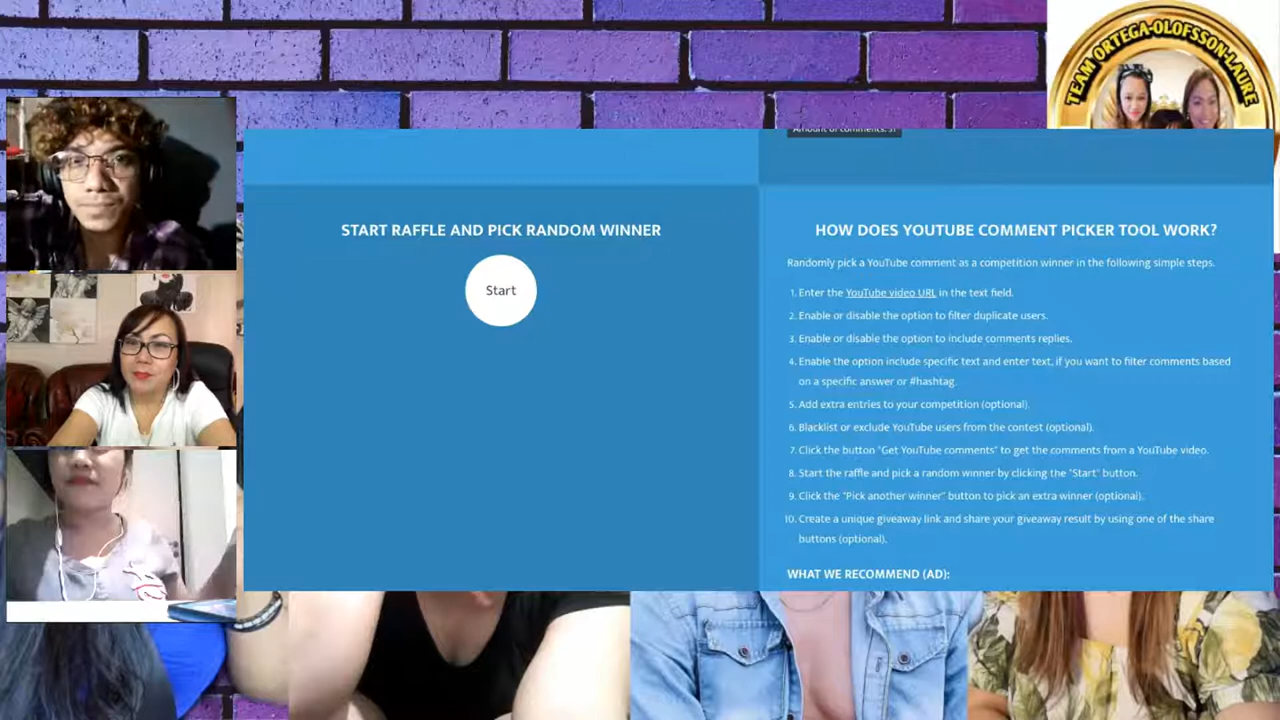 TEAM ORTEGA-OLOFSSON-LAURE
Amount of comments: 51
START RAFFLE AND PICK RANDOM WINNER
Start
HOW DOES YOUTUBE COMMENT PICKER TOOL WORK?
Randomly pick a YouTube comment as a competition winner in the following simple steps.
1. Enter the YouTube video URL in the text field.
2. Enable or disable the option to filter duplicate users.
3. Enable or disable the option to include comments replies.
4. Enable the option include specific text and enter text, if you want to filter comments based
on a specific answer or #hashtag.
5. Add extra entries to your competition (optional).
6. Blacklist or exclude YouTube users from the contest (optional).
7. Click the button "Get YouTube comments" to get the comments from a YouTube video.
8. Start the raffle and pick a random winner by clicking the "Start" button.
9. Click the "Pick another winner" button to pick an extra winner (optional).
10. Create a unique giveaway link and share your giveaway result by using one of the share
buttons (optional).
WHAT WE RECOMMEND (AD):